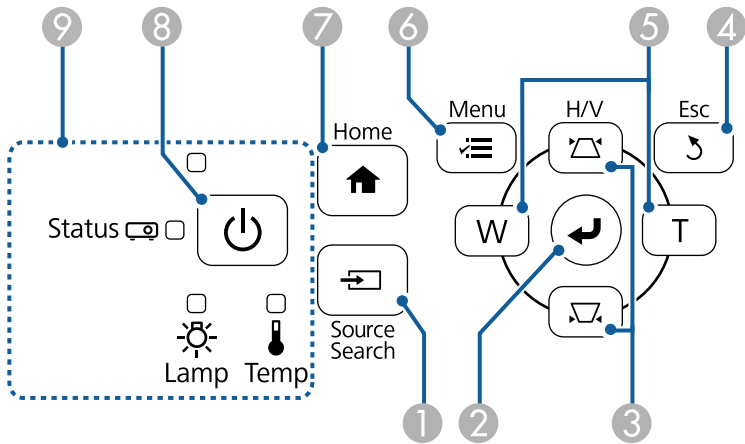 9 8 7 6 5 4
Menu H/V Esc
Home
Status
W T
Source
Search
Lamp Temp
1 2 3